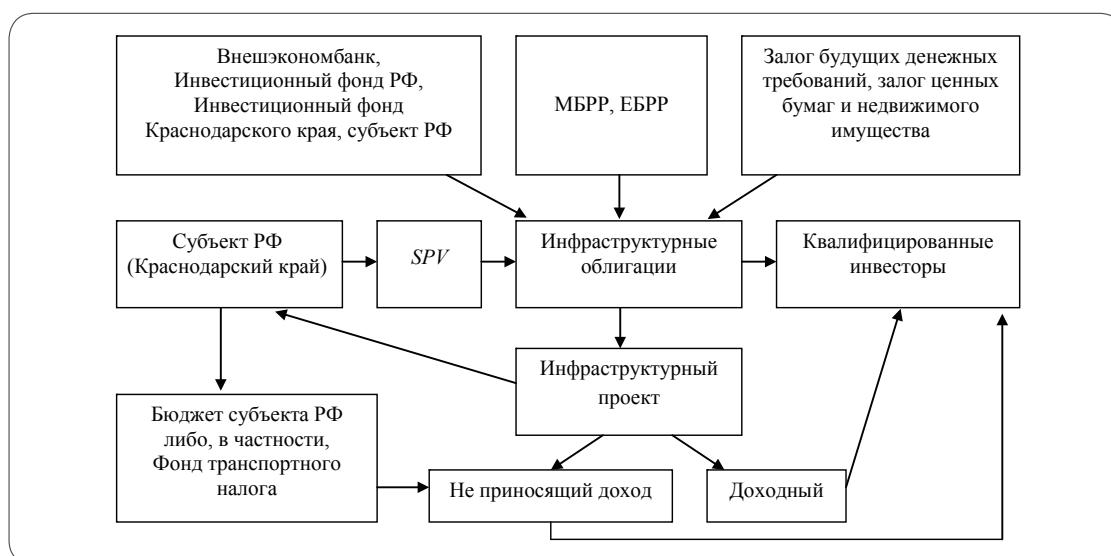 Внешэкономбанк,
Инвестиционный фонд РФ,
Инвестиционный фонд
Краснодарского края, субъект РФ
МБРР, ЕБРР
Залог будущих денежных
требований, залог ценных
бумаг и недвижимого
имущества
Субъект РФ
(Краснодарский край)
SPV
Инфраструктурные
облигации
Квалифицированные
инвесторы
Инфраструктурный
проект
Бюджет субъекта РФ
либо, в частности,
Фонд транспортного
налога
Не приносящий доход
Доходный